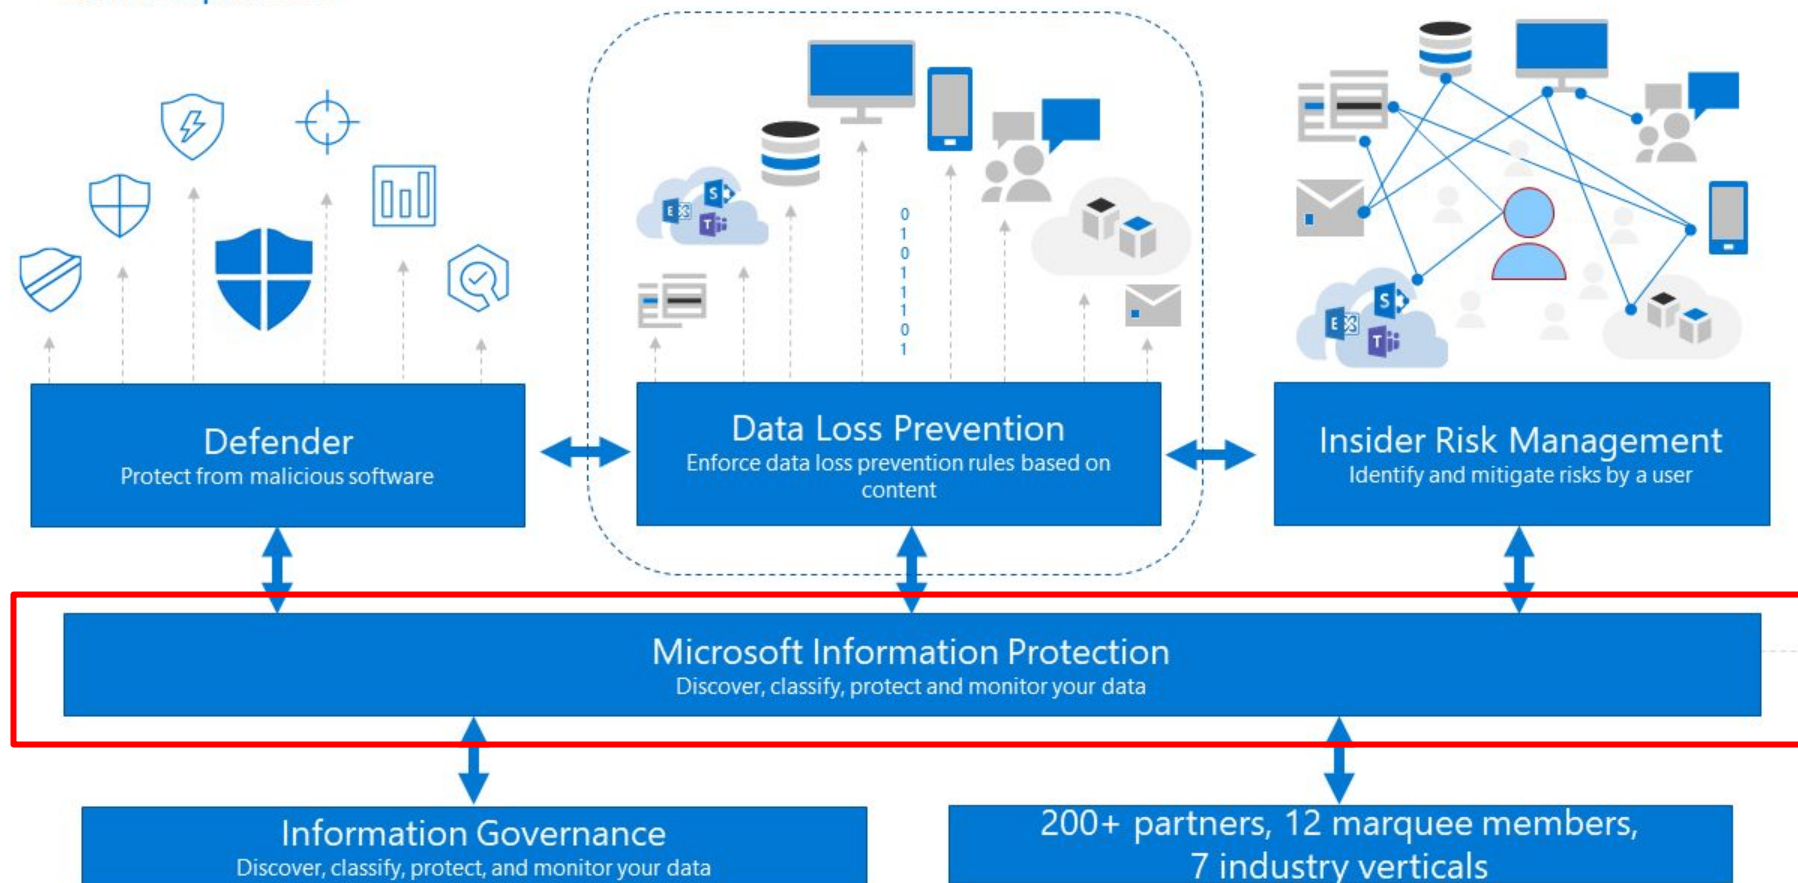 S
E
T
0
1
0
1
1
1
0
1
S
E
T
Defender
Protect from malicious software
Data Loss Prevention
Enforce data loss prevention rules based on
content
Insider Risk Management
Identify and mitigate risks by a user
Microsoft Information Protection
Discover, classify, protect and monitor your data
Information Governance
Discover, classify, protect, and monitor your data
200+ partners, 12 marquee members,
7 industry verticals